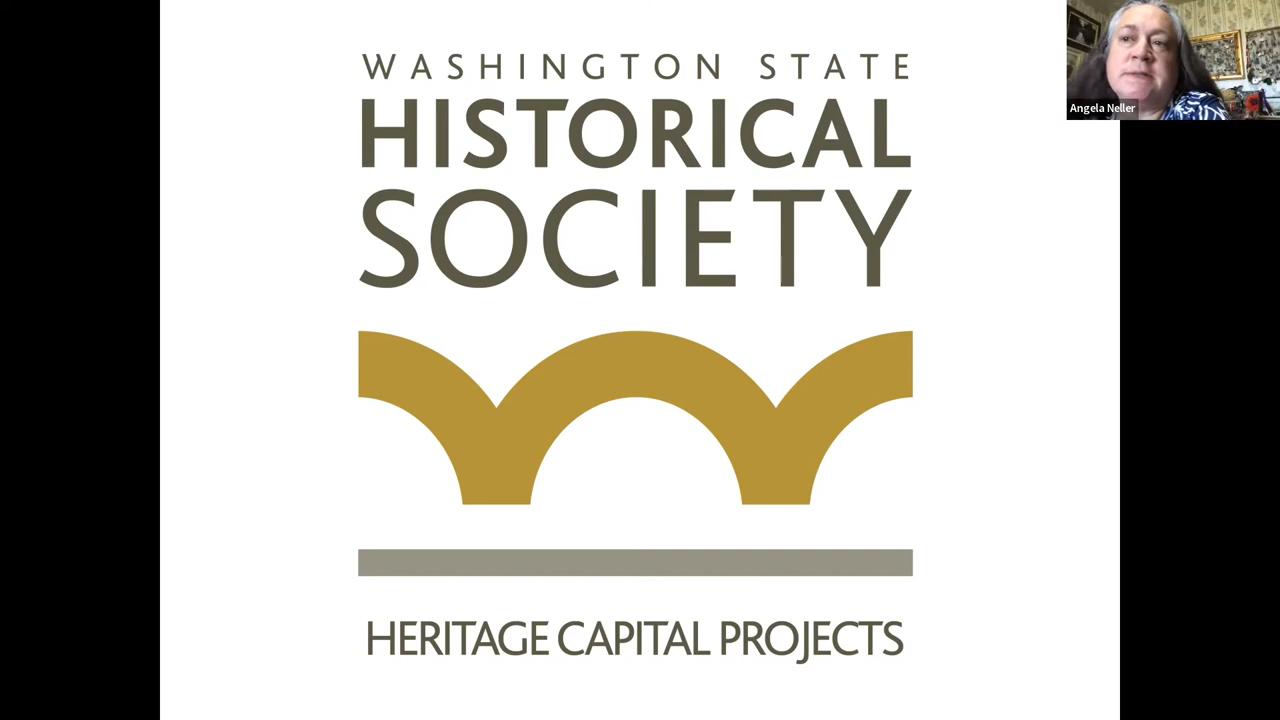 WASHINGTON STATE
HISTORICAL
SOCIETY
HERITAGE CAPITAL PROJECTS
Angela Neller